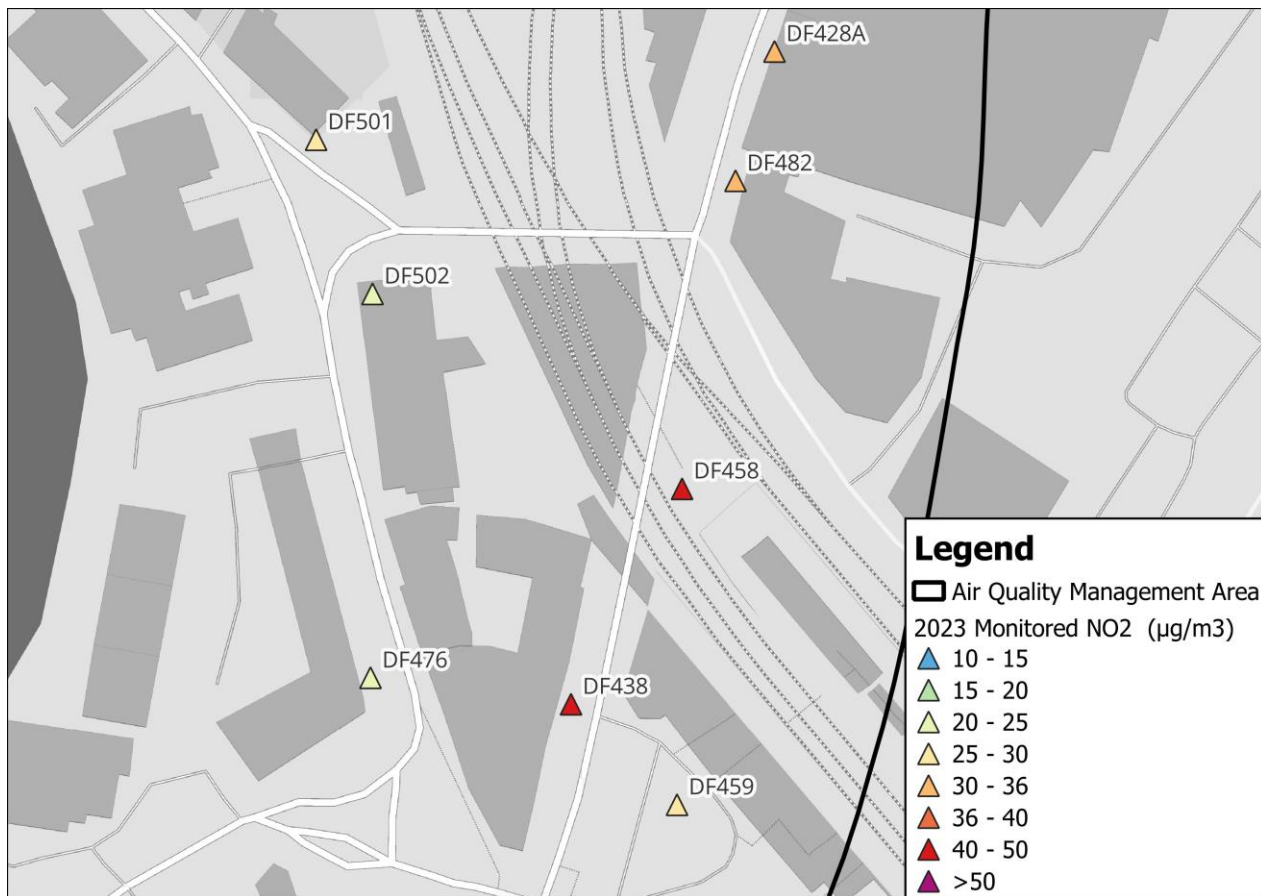 DF428A
DF501
DF482
DF502
DF458
DF476
DF438
DF459
Legend
Air Quality Management Area
2023 Monitored NO2 (µg/m3)
10 - 15
15 - 20
20 - 25
25 - 30
30 - 36
36 - 40
40 - 50
>50